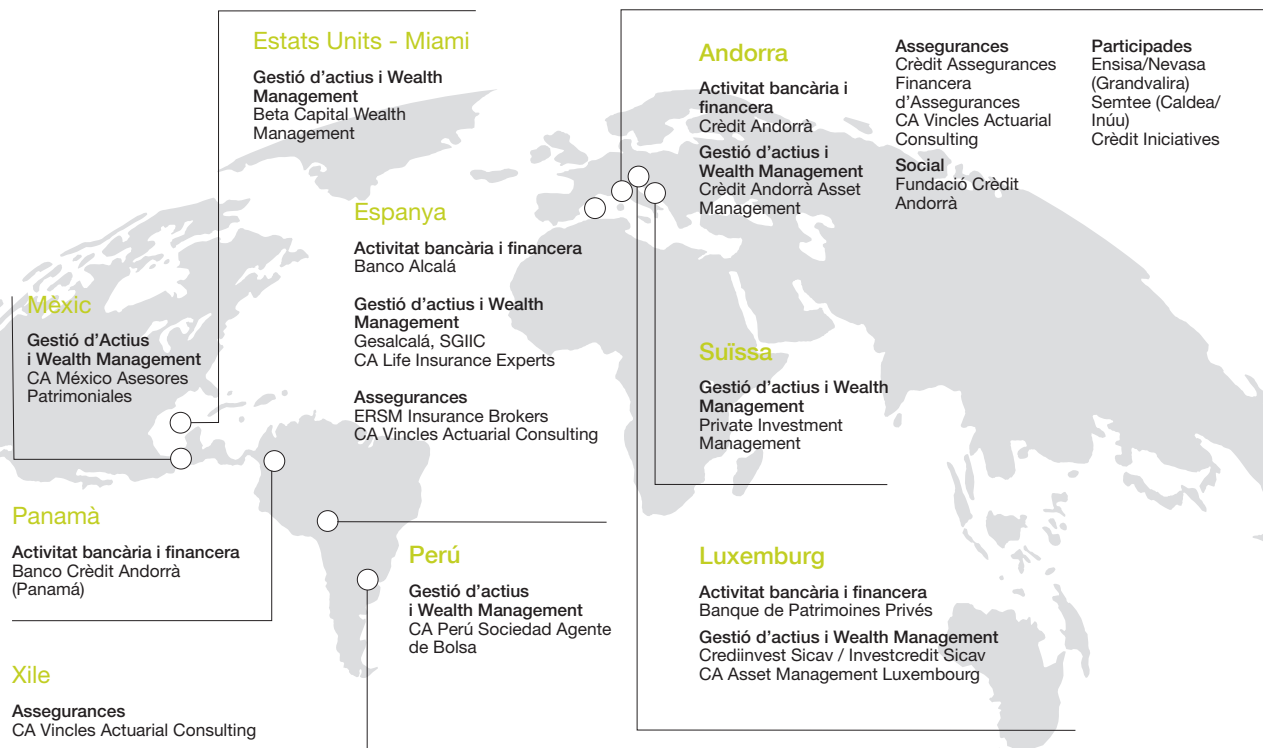 Estats Units - Miami
Gestió d'actius i Wealth
Management
Beta Capital Wealth
Management
Andorra
Activitat bancària i
financera
Crèdit Andorrà
Gestió d'actius i
Wealth Management
Crèdit Andorrà Asset
Management
Assegurances
Crèdit Assegurances
Financera
d'Assegurances
CA Vincles Actuarial
Consulting
Social
Fundació Crèdit
Andorrà
Participades
Ensisa/Nevasa
(Grandvalira)
Semtee (Caldea/
Inúu)
Crèdit Iniciatives
Espanya
Activitat bancària i financera
Banco Alcalá
Gestió d'actius i Wealth
Management
Gesalcalá, SGIIC
CA Life Insurance Experts
Assegurances
ERSM Insurance Brokers
CA Vincles Actuarial Consulting
Mèxic
Gestió d'Actius
i Wealth Management
CA México Asesores
Patrimoniales
Suïssa
Gestió d'actius i Wealth
Management
Private Investment
Management
Panamà
Activitat bancària i financera
Banco Crèdit Andorrà
(Panamá)
Perú
Gestió d'actius
i Wealth Management
CA Perú Sociedad Agente
de Bolsa
Luxemburg
Activitat bancària i financera
Banque de Patrimoines Privés
Gestió d'actius i Wealth Management
Crediinvest Sicav / Investcredit Sicav
CA Asset Management Luxembourg
Xile
Assegurances
CA Vincles Actuarial Consulting